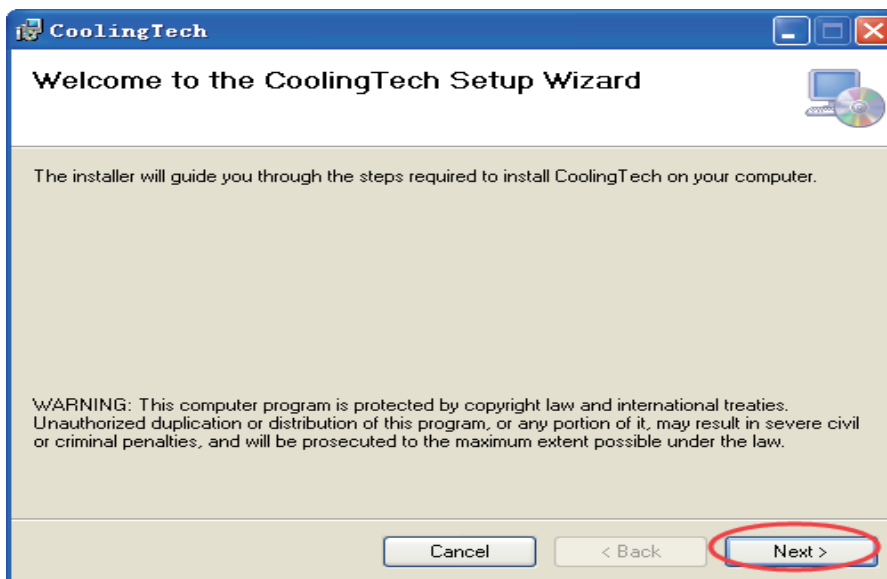 CoolingTech
Welcome to the CoolingTech Setup Wizard
The installer will guide you through the steps required to install CoolingTech on your computer.
WARNING: This computer program is protected by copyright law and international treaties.
Unauthorized duplication or distribution of this program, or any portion of it, may result in severe civil
or criminal penalties, and will be prosecuted to the maximum extent possible under the law.
Cancel < Back Next >